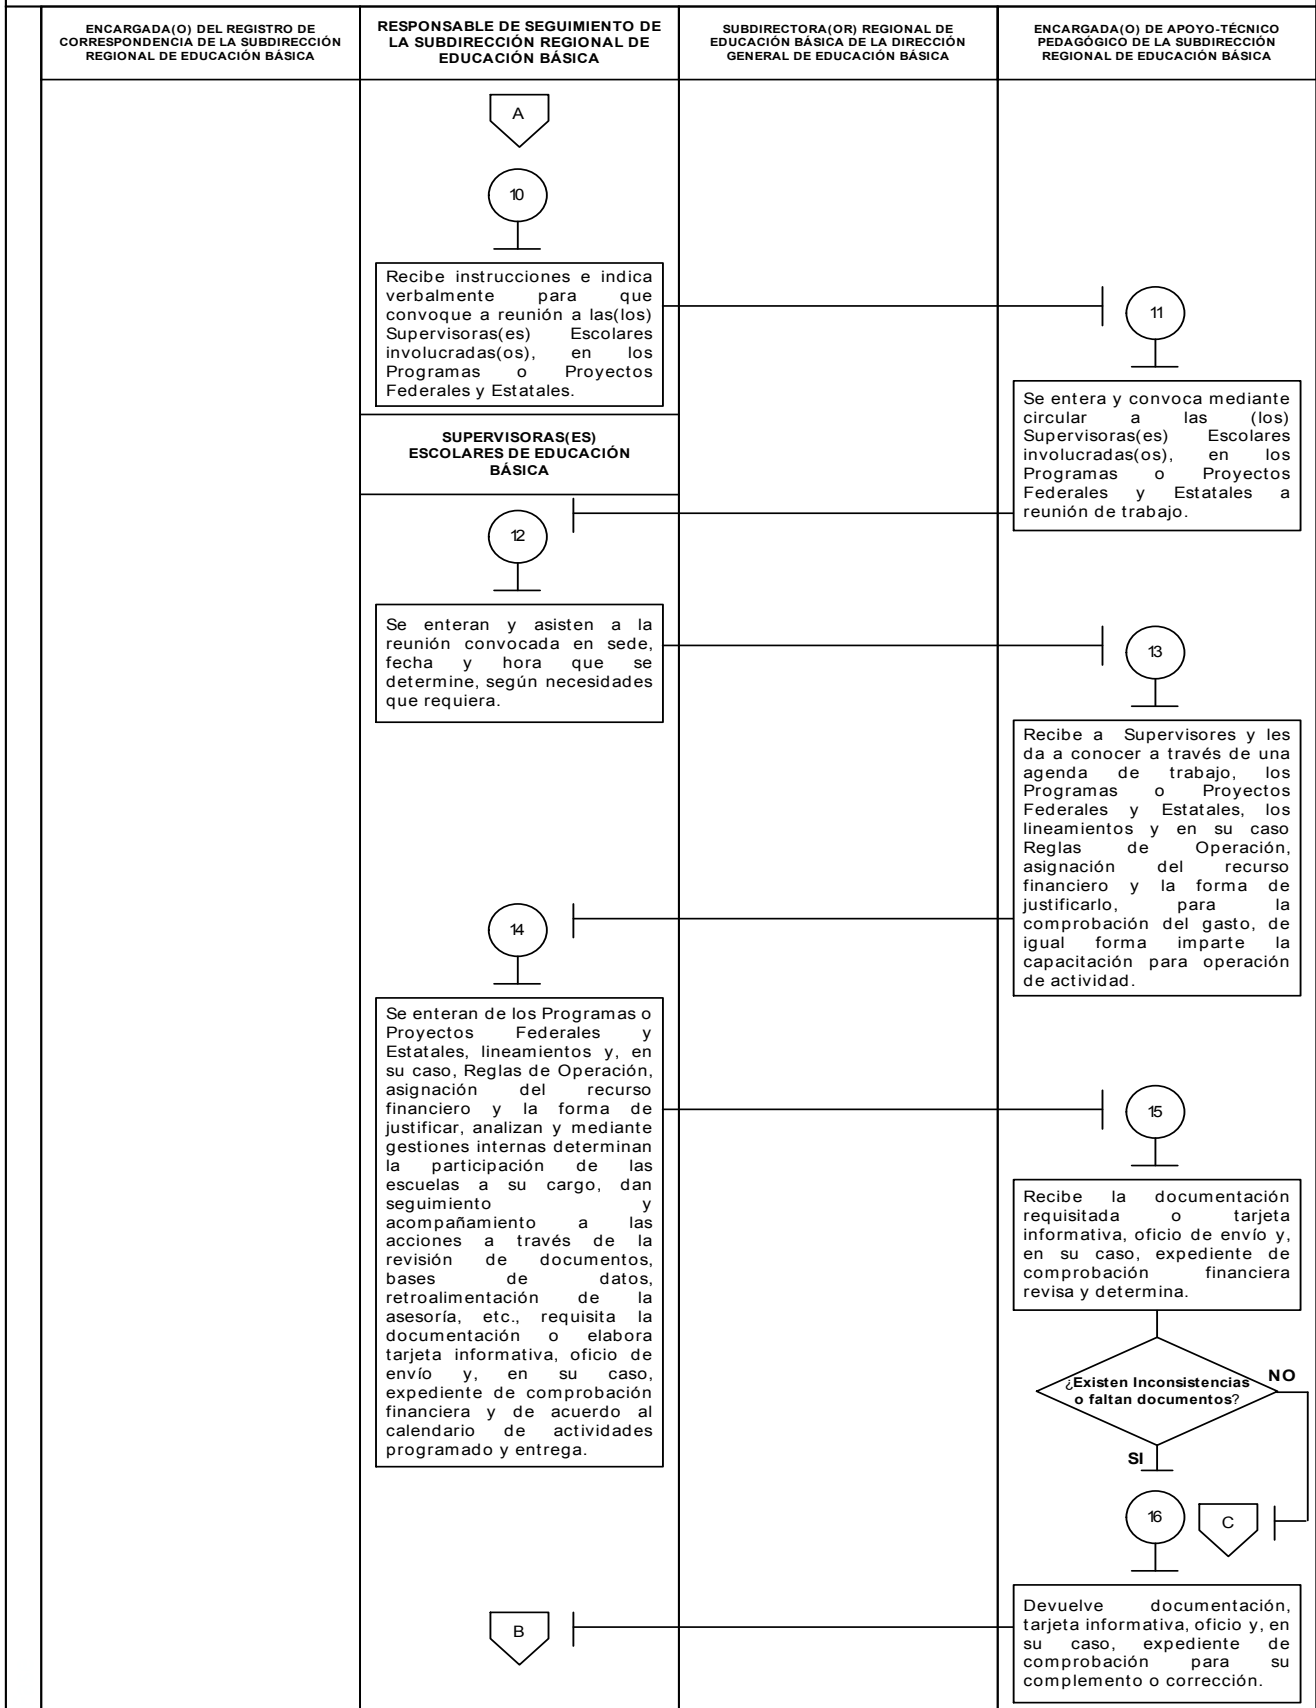 ENCARGADA(O) DEL REGISTRO DE
CORRESPONDENCIA DE LA SUBDIRECCIÓN
REGIONAL DE EDUCACIÓN BÁSICA
RESPONSABLE DE SEGUIMIENTO DE
LA SUBDIRECCIÓN REGIONAL DE
EDUCACIÓN BÁSICA
SUBDIRECTORA(OR) REGIONAL DE
EDUCACIÓN BÁSICA DE LA DIRECCIÓN
GENERAL DE EDUCACIÓN BÁSICA
ENCARGADA(O) DE APOYO-TÉCNICO
PEDAGÓGICO DE LA SUBDIRECCIÓN
REGIONAL DE EDUCACIÓN BÁSICA
A
10
Recibe instrucciones e indica
verbalmente para que
convoque a reunión a las(los)
Supervisoras(es) Escolares
involucradas(os), en los
Programas o Proyectos
Federales y Estatales.
11
Se entera y convoca mediante
circular a las (los)
Supervisoras(es) Escolares
involucradas(os), en los
Programas o Proyectos
Federales y Estatales a
reunión de trabajo.
SUPERVISORAS(ES)
ESCOLARES DE EDUCACIÓN
BÁSICA
12
Se enteran y asisten a la
reunión convocada en sede,
fecha y hora que se
determine, según necesidades
que requiera.
13
Recibe a Supervisores y les
da a conocer a través de una
agenda de trabajo, los
Programas o Proyectos
Federales y Estatales, los
lineamientos y en su caso
Reglas de Operación,
asignación del recurso
financiero y la forma de
justificarlo, para la
comprobación del gasto, de
igual forma imparte la
capacitación para operación
de actividad.
14
Se enteran de los Programas o
Proyectos Federales y
Estatales, lineamientos y, en
su caso, Reglas de Operación,
asignación del recurso
financiero y la forma de
justificar, analizan y mediante
gestiones internas determinan
la participación de las
escuelas a su cargo, dan
seguimiento y
acompañamiento a las
acciones a través de la
revisión de documentos,
bases de datos,
retroalimentación de la
asesoría, etc., requisita la
documentación o elabora
tarjeta informativa, oficio de
envío y, en su caso,
expediente de comprobación
financiera y de acuerdo al
calendario de actividades
programado y entrega.
15
Recibe la documentación
requisitada o tarjeta
informativa, oficio de envío y,
en su caso, expediente de
comprobación financiera
revisa y determina.
¿Existen Inconsistencias
o faltan documentos?
NO
SI
16
C
Devuelve documentación,
tarjeta informativa, oficio y, en
su caso, expediente de
comprobación para su
complemento o corrección.
B